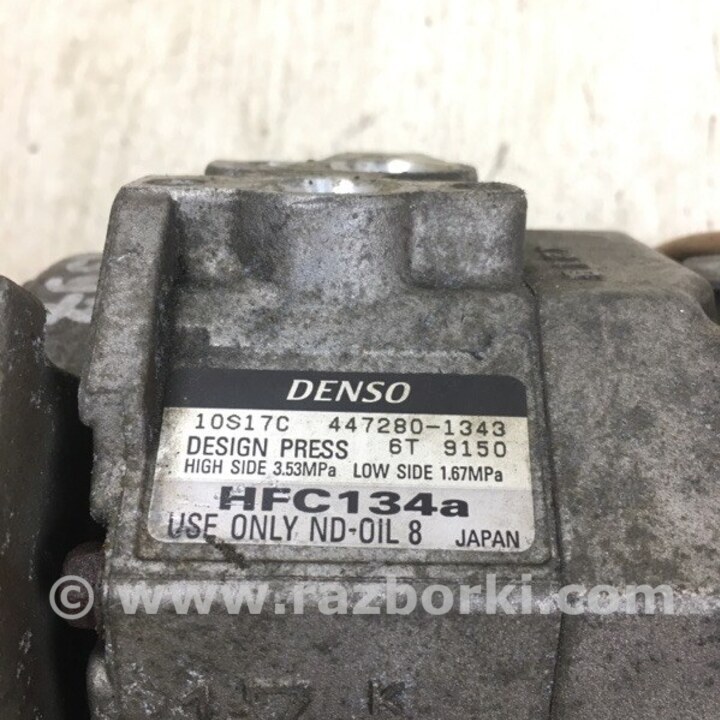 DENSO
10S17C 447280-1343
DESIGN PRESS 6T 9150
HIGH SIDE 3.53MPa LOW SIDE 1.67MPa
HFC134a
USE ONLY ND-OIL 8 JAPAN
© www.razborki.com
17 K